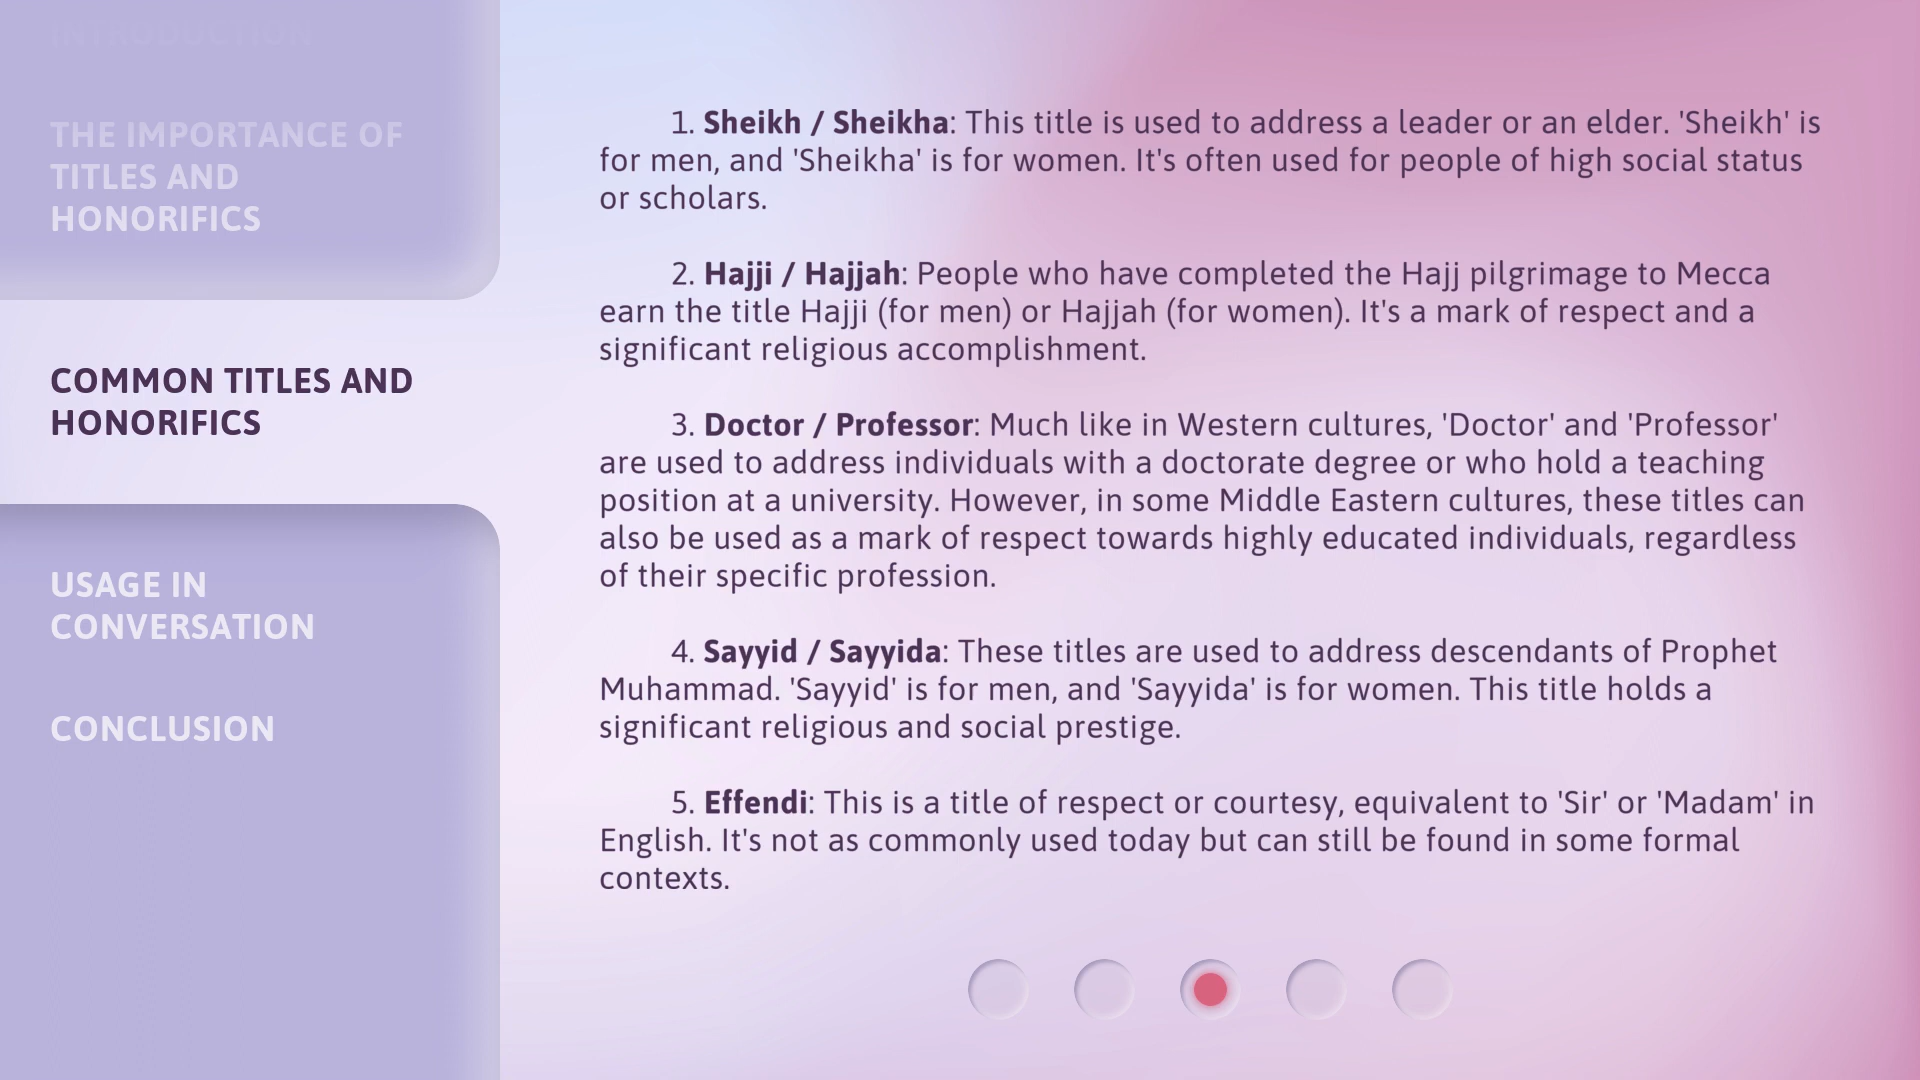 INTRODUCTION
THE IMPORTANCE OF
TITLES AND
HONORIFICS
COMMON TITLES AND
HONORIFICS
USAGE IN
CONVERSATION
CONCLUSION
1. Sheikh / Sheikha: This title is used to address a leader or an elder. 'Sheikh' is
for men, and 'Sheikha' is for women. It's often used for people of high social status
or scholars.
2. Hajji / Hajjah: People who have completed the Hajj pilgrimage to Mecca
earn the title Hajji (for men) or Hajjah (for women). It's a mark of respect and a
significant religious accomplishment.
3. Doctor / Professor: Much like in Western cultures, 'Doctor' and 'Professor'
are used to address individuals with a doctorate degree or who hold a teaching
position at a university. However, in some Middle Eastern cultures, these titles can
also be used as a mark of respect towards highly educated individuals, regardless
of their specific profession.
4. Sayyid / Sayyida: These titles are used to address descendants of Prophet
Muhammad. 'Sayyid' is for men, and 'Sayyida' is for women. This title holds a
significant religious and social prestige.
5. Effendi: This is a title of respect or courtesy, equivalent to 'Sir' or 'Madam' in
English. It's not as commonly used today but can still be found in some formal
contexts.